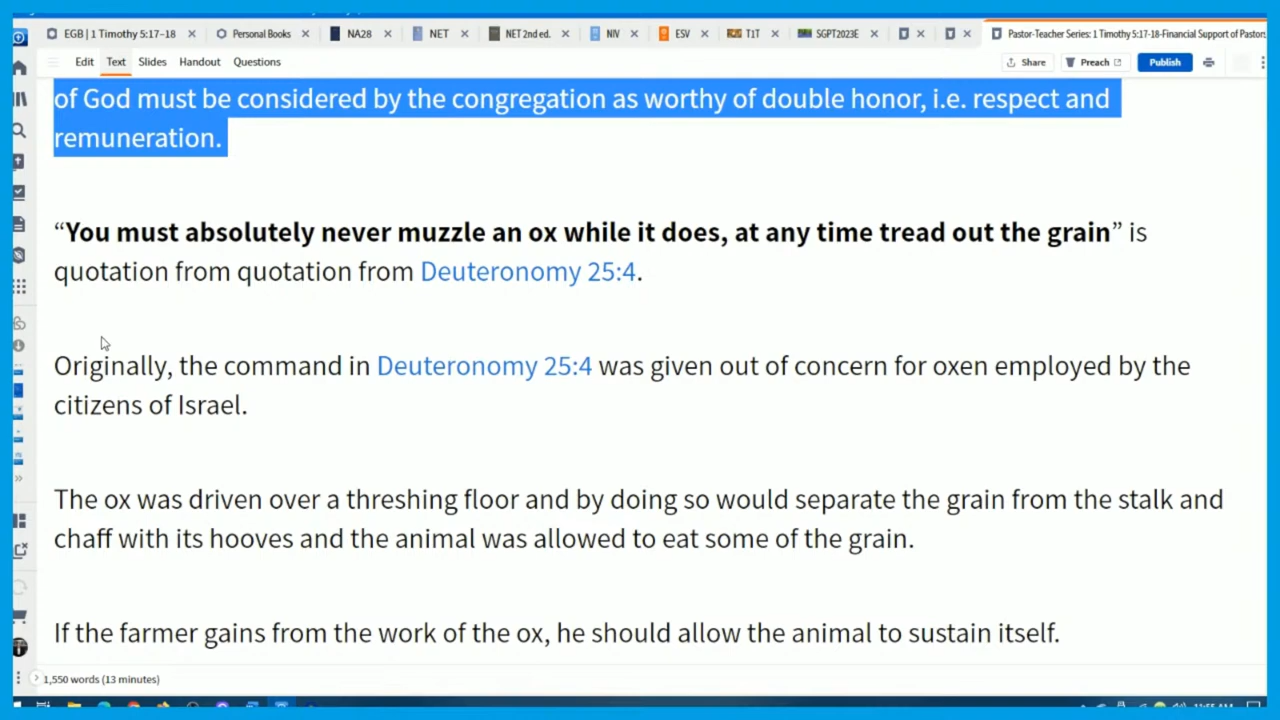 EGB | 1 Timothy 5:17–18 Personal Books NA28 NET NET 2nd ed. NIV ESV T1T SGPT2023E Pastor-Teacher Series: 1 Timothy 5:17-18-Financial Support of Pastors
Edit Text Slides Handout Questions Share Preach Publish
of God must be considered by the congregation as worthy of double honor, i.e. respect and
remuneration.
“You must absolutely never muzzle an ox while it does, at any time tread out the grain” is
quotation from quotation from Deuteronomy 25:4.
Originally, the command in Deuteronomy 25:4 was given out of concern for oxen employed by the
citizens of Israel.
The ox was driven over a threshing floor and by doing so would separate the grain from the stalk and
chaff with its hooves and the animal was allowed to eat some of the grain.
If the farmer gains from the work of the ox, he should allow the animal to sustain itself.
1,550 words (13 minutes)